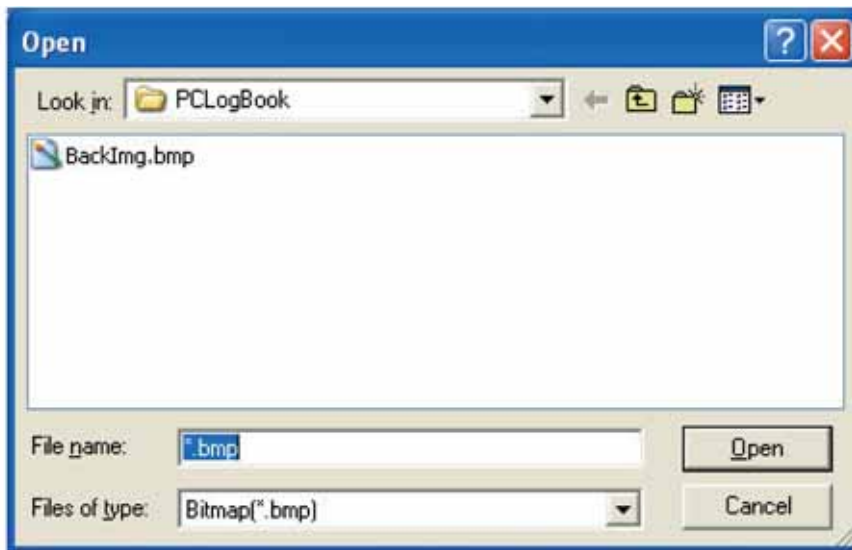 Open
Look in: PCLogBook
BackImg.bmp
File name: *.bmp Open
Files of type: Bitmap(*.bmp) Cancel